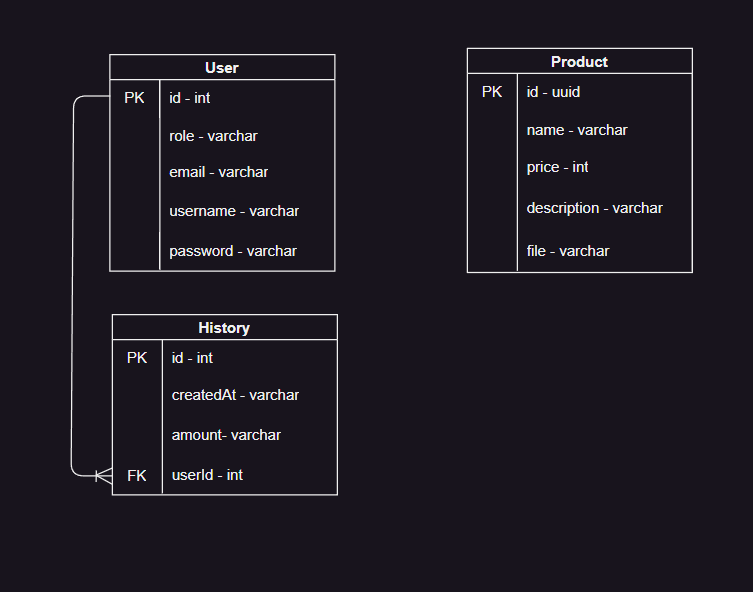 User
PK id - int
role - varchar
email - varchar
username - varchar
password - varchar
Product
PK id - uuid
name - varchar
price - int
description - varchar
file - varchar
History
PK id - int
createdAt - varchar
amount- varchar
FK userId - int